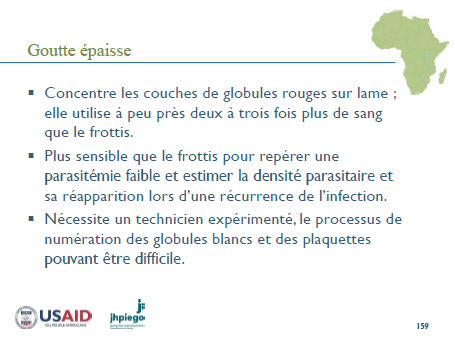 Goutte épaisse
▪ Concentre les couches de globules rouges sur lame ;
elle utilise à peu près deux à trois fois plus de sang
que le frottis.
▪ Plus sensible que le frottis pour repérer une
parasitémie faible et estimer la densité parasitaire et
sa réapparition lors d’une récurrence de l’infection.
▪ Nécessite un technicien expérimenté, le processus de
numération des globules blancs et des plaquettes
pouvant être difficile.
USAID
jhpiego
159